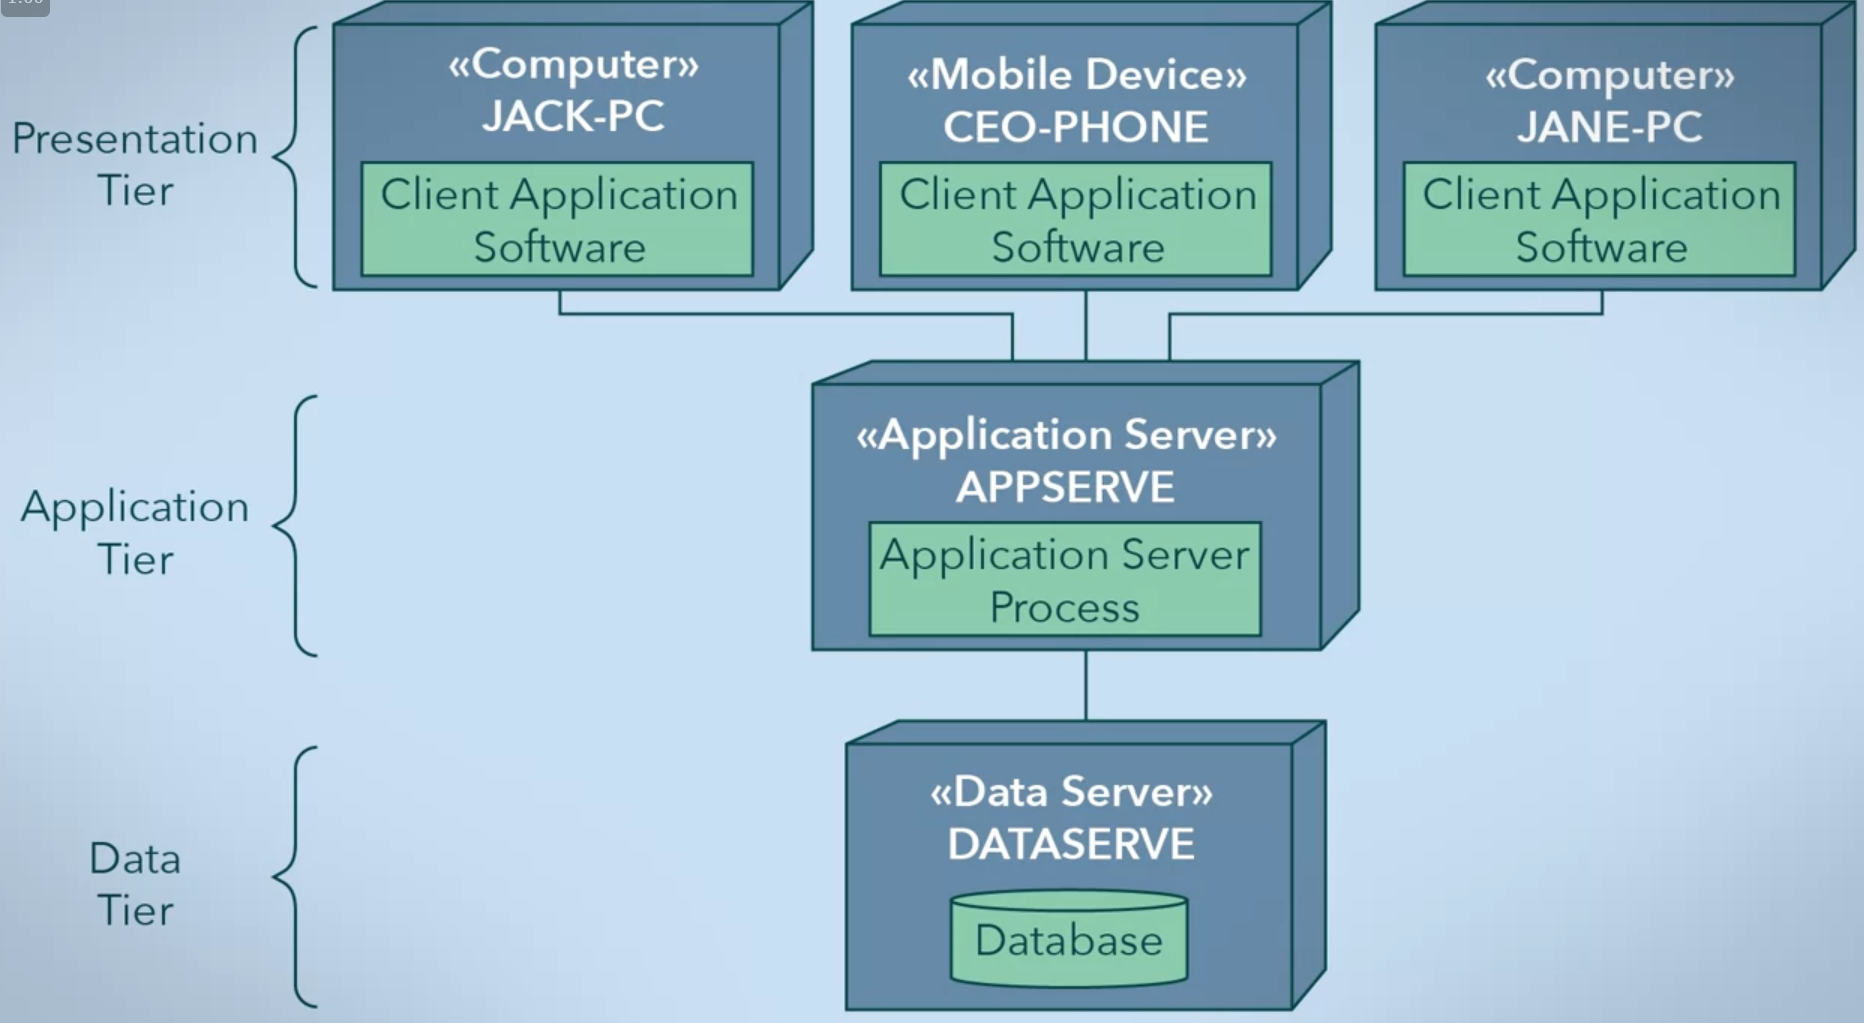 «Computer»
JACK-PC
Client Application
Software
«Mobile Device»
CEO-PHONE
Client Application
Software
«Computer»
JANE-PC
Client Application
Software
Presentation
Tier
«Application Server»
APPSERVE
Application Server
Process
Application
Tier
«Data Server»
DATASERVE
Database
Data
Tier